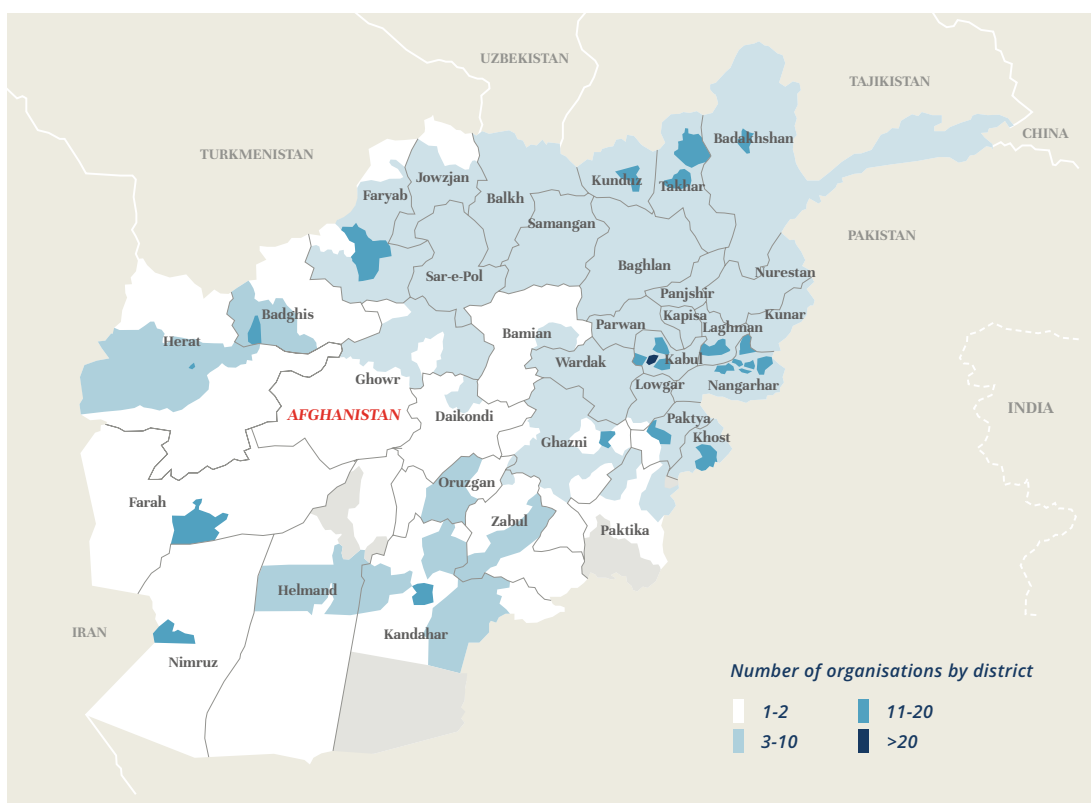 UZBEKISTAN
TAJIKISTAN
CHINA
TURKMENISTAN
Badakhshan
Jowzjan
Kunduz
Takhar
Faryab
Balkh
Samangan
PAKISTAN
Baghlan
Nurestan
Sar-e-Pol
Panjshir
Badghis
Kapisa
Kunar
Parwan
Laghman
Bamian
Herat
Wardak
Kabul
Ghowr
Lowgar
Nangarhar
INDIA
AFGHANISTAN
Daikondi
Paktya
Khost
Ghazni
Oruzgan
Farah
Zabul
Paktika
Helmand
IRAN
Kandahar
Nimruz
Number of organisations by district
1-2
11-20
3-10
>20